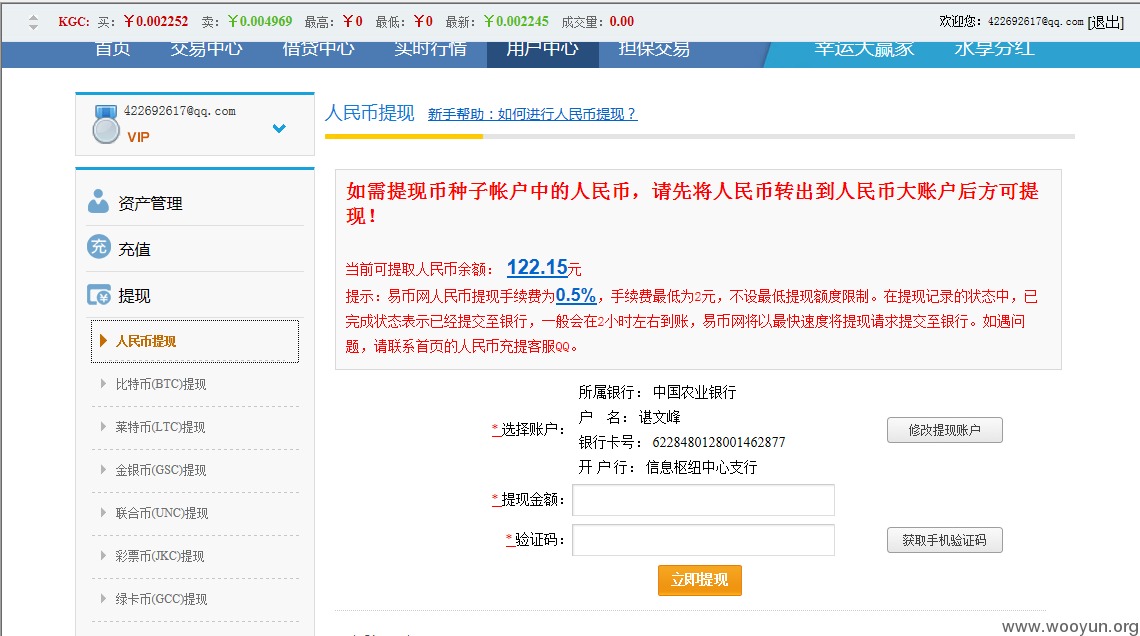 KGC: 买: ￥0.002252 卖: ￥0.004969 最高: ￥0 最低: ￥0 最新: ￥0.002245 成交量: 0.00 欢迎您: 422692617@qq.com [退出]
首页 交易中心 借贷中心 实时行情 用户中心 担保交易 幸运大赢家 永享分红
422692617@qq.com
VIP
人民币提现 新手帮助：如何进行人民币提现？
资产管理
充 充值
提现
人民币提现
比特币(BTC)提现
莱特币(LTC)提现
金银币(GSC)提现
联合币(UNC)提现
彩票币(JKC)提现
绿卡币(GCC)提现
如需提现币种子帐户中的人民币，请先将人民币转出到人民币大账户后方可提
现！
当前可提取人民币余额： 122.15元
提示：易币网人民币提现手续费为0.5%，手续费最低为2元，不设最低提现额度限制。在提现记录的状态中，已
完成状态表示已经提交至银行，一般会在2小时左右到账，易币网将以最快速度将提现请求提交至银行。如遇问
题，请联系首页的人民币充提客服QQ。
*选择账户：
所属银行： 中国农业银行
户 名： 谌文峰
银行卡号： 6228480128001462877
开 户 行： 信息枢纽中心支行
修改提现账户
*提现金额：
*验证码：
获取手机验证码
立即提现
www.wooyun.org